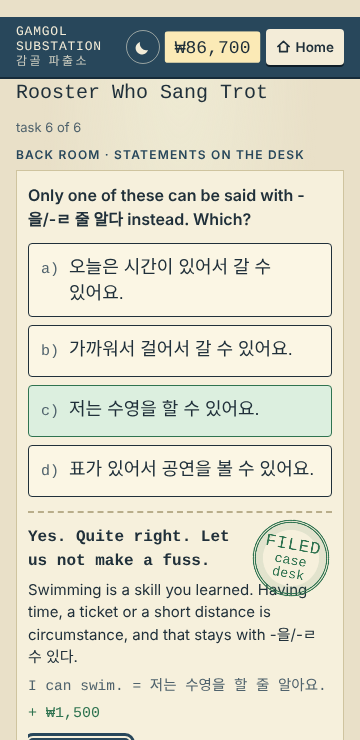 GAMGOL
SUBSTATION
감골 파출소
₩86,700
Home
Rooster Who Sang Trot
task 6 of 6
BACK ROOM · STATEMENTS ON THE DESK
Only one of these can be said with -
을/-ㄹ 줄 알다 instead. Which?
a) 오늘은 시간이 있어서 갈 수
있어요.
b) 가까워서 걸어서 갈 수 있어요.
c) 저는 수영을 할 수 있어요.
d) 표가 있어서 공연을 볼 수 있어요.
Yes. Quite right. Let
us not make a fuss.
FILED
case
desk
Swimming is a skill you learned. Having
time, a ticket or a short distance is
circumstance, and that stays with -을/-ㄹ
수 있다.
I can swim. = 저는 수영을 할 줄 알아요.
+ ₩1,500